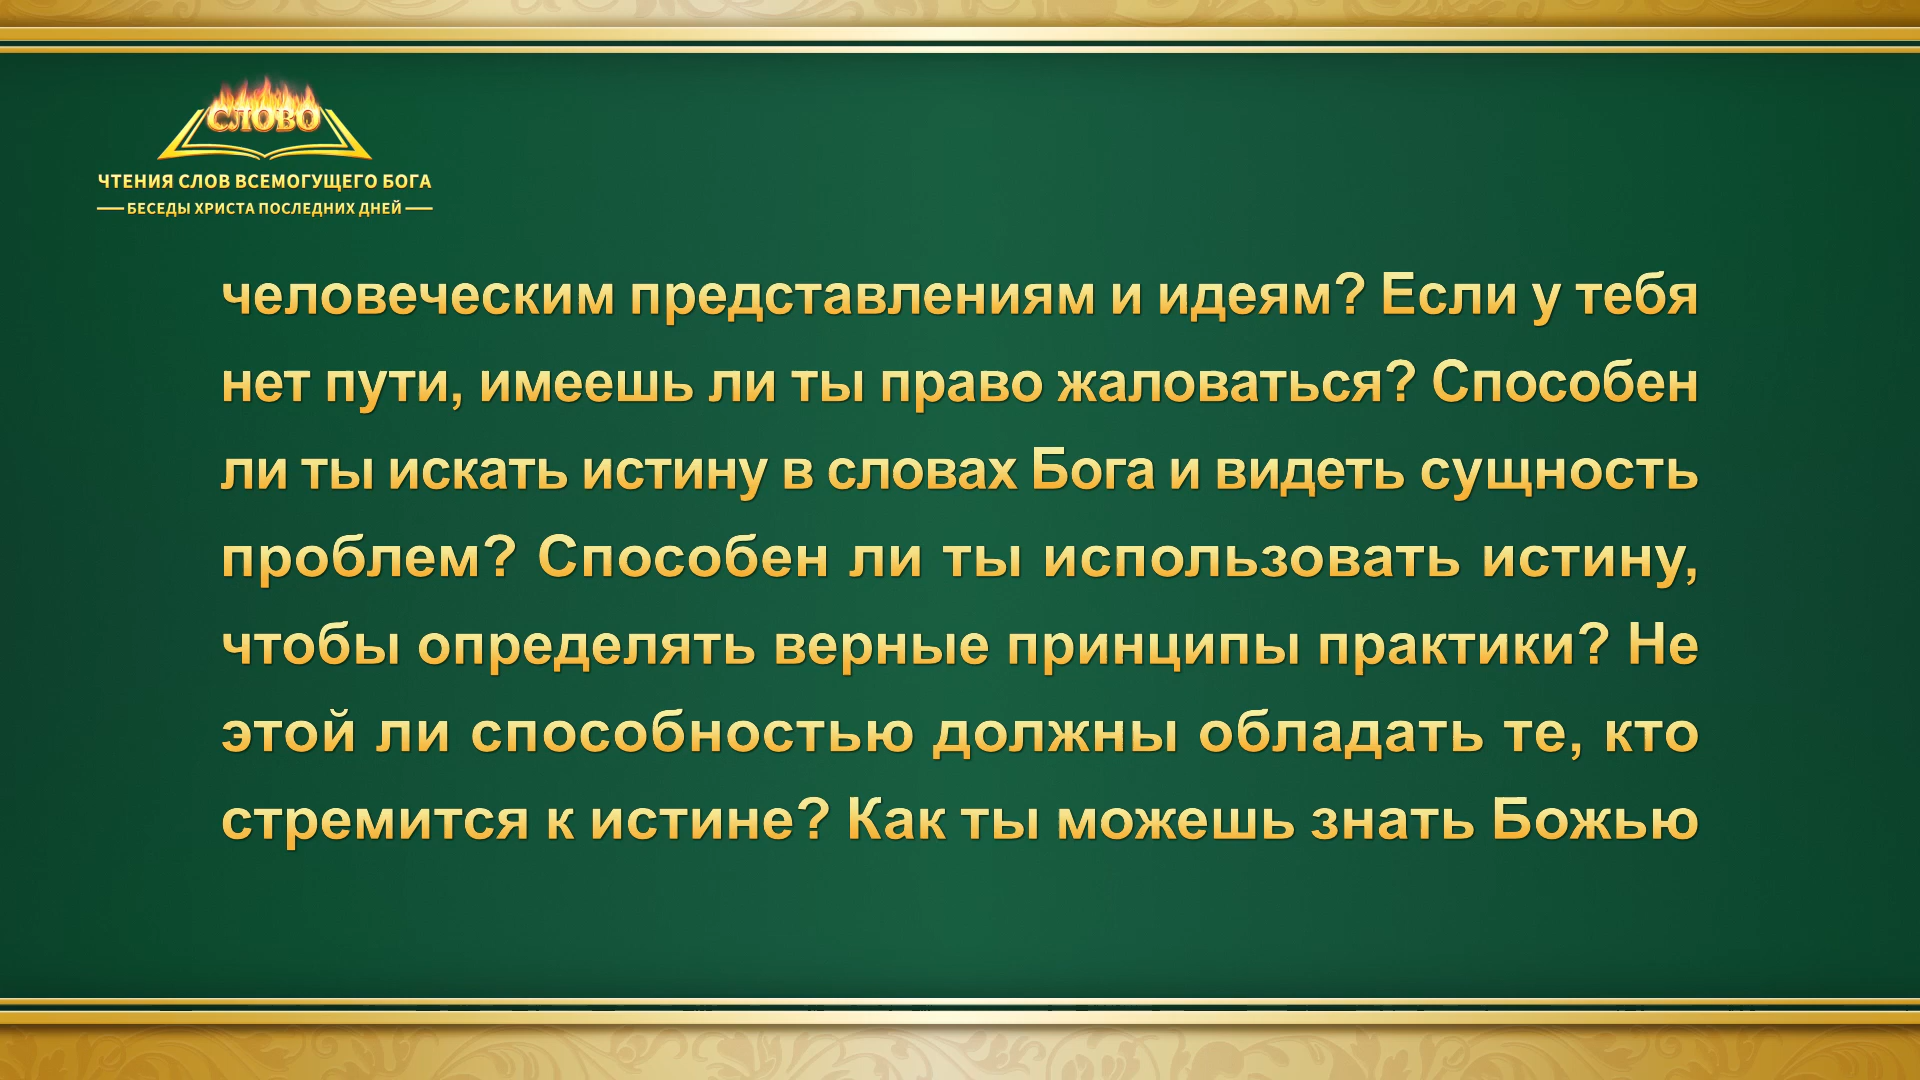 СЛОВО
ЧТЕНИЯ СЛОВ ВСЕМОГУЩЕГО БОГА
БЕСЕДЫ ХРИСТА ПОСЛЕДНИХ ДНЕЙ
человеческим представлениям и идеям? Если у тебя
нет пути, имеешь ли ты право жаловаться? Способен
ли ты искать истину в словах Бога и видеть сущность
проблем? Способен ли ты использовать истину,
чтобы определять верные принципы практики? Не
этой ли способностью должны обладать те, кто
стремится к истине? Как ты можешь знать Божью